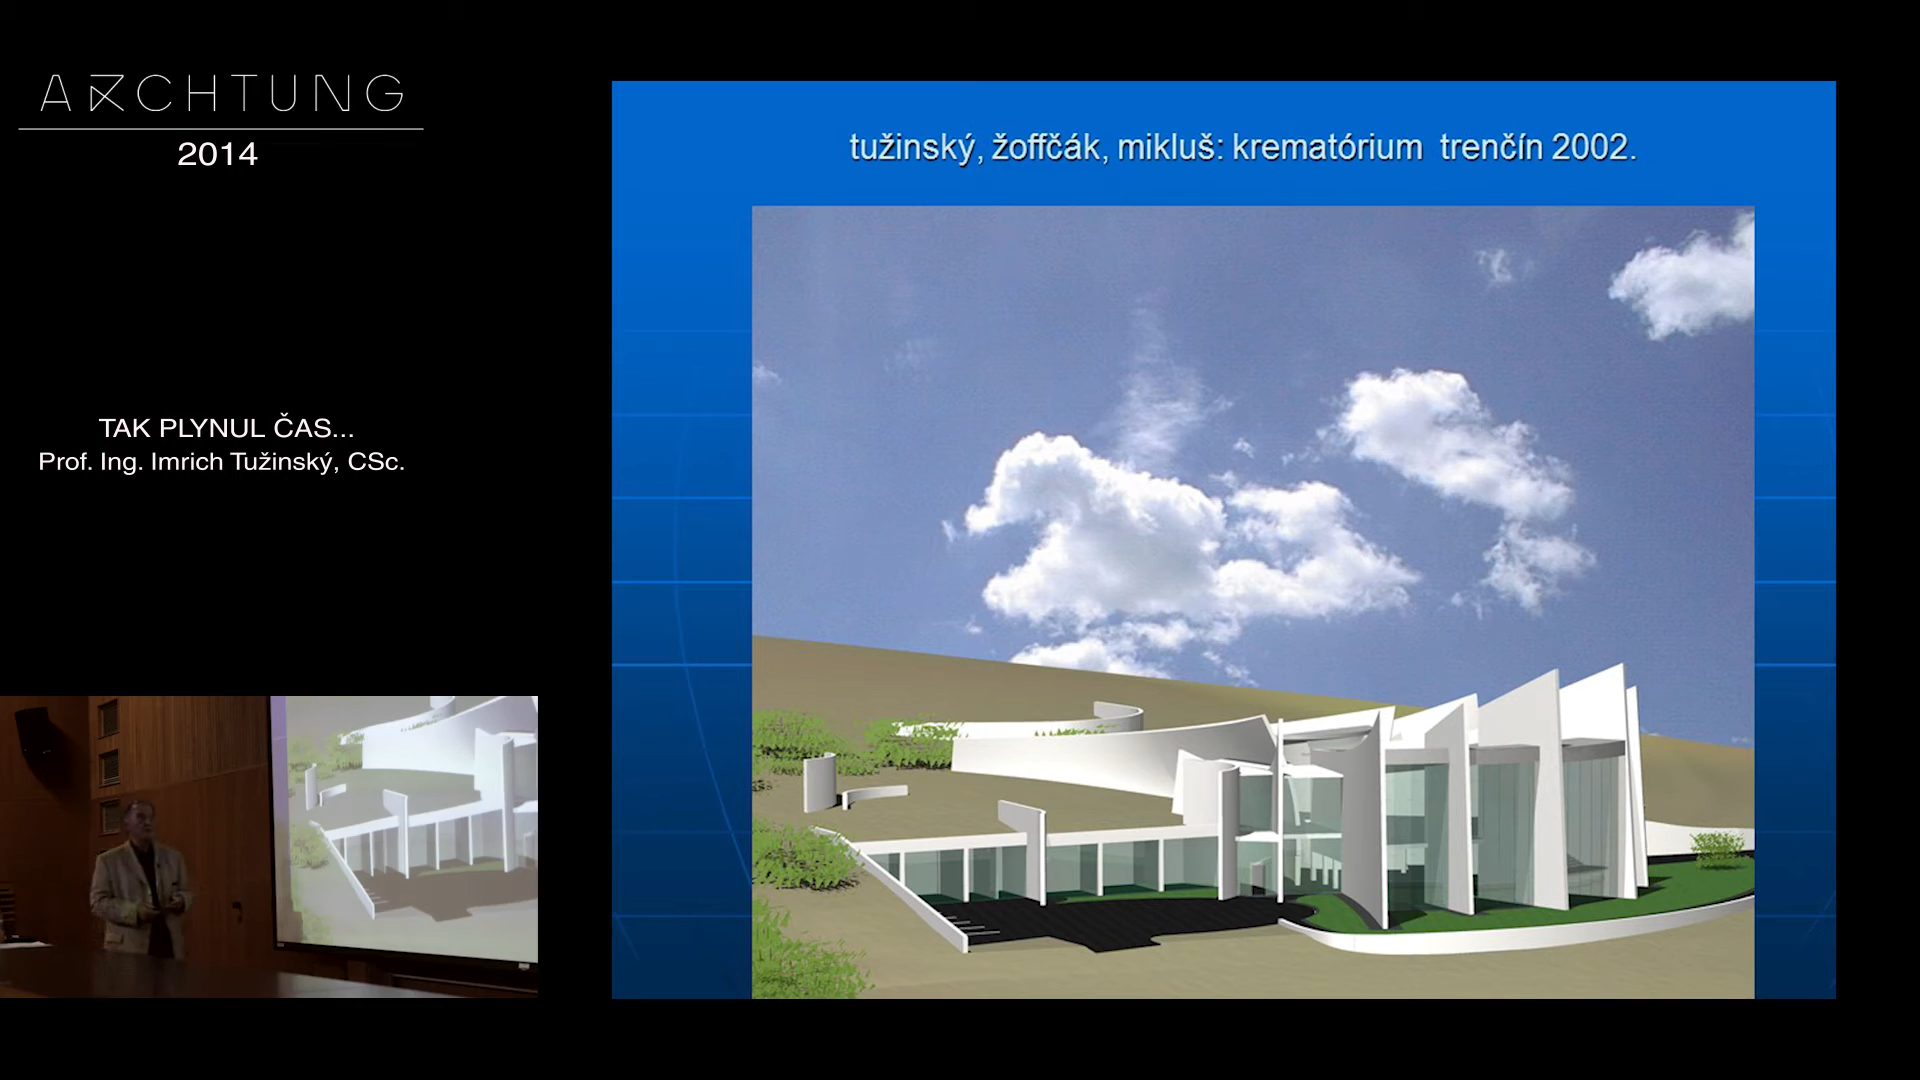 ARCHTUNG
2014
TAK PLYNUL ČAS...
Prof. Ing. Imrich Tužinský, CSc.
tužinský, žoffčák, mikluš: krematórium trenčín 2002.